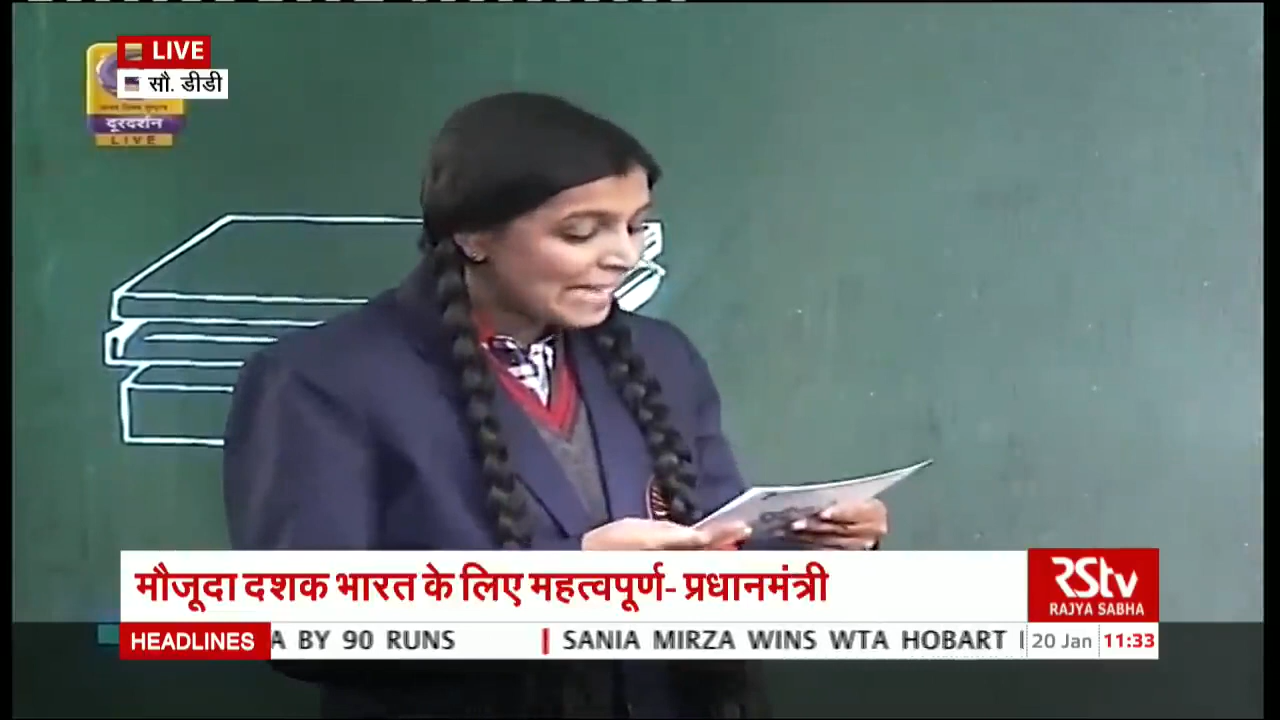 LIVE
सौ. डीडी
दूरदर्शन
LIVE
मौजूदा दशक भारत के लिए महत्वपूर्ण- प्रधानमंत्री
RStv
RAJYA SABHA
HEADLINES
A BY 90 RUNS | SANIA MIRZA WINS WTA HOBART
20 Jan 11:33